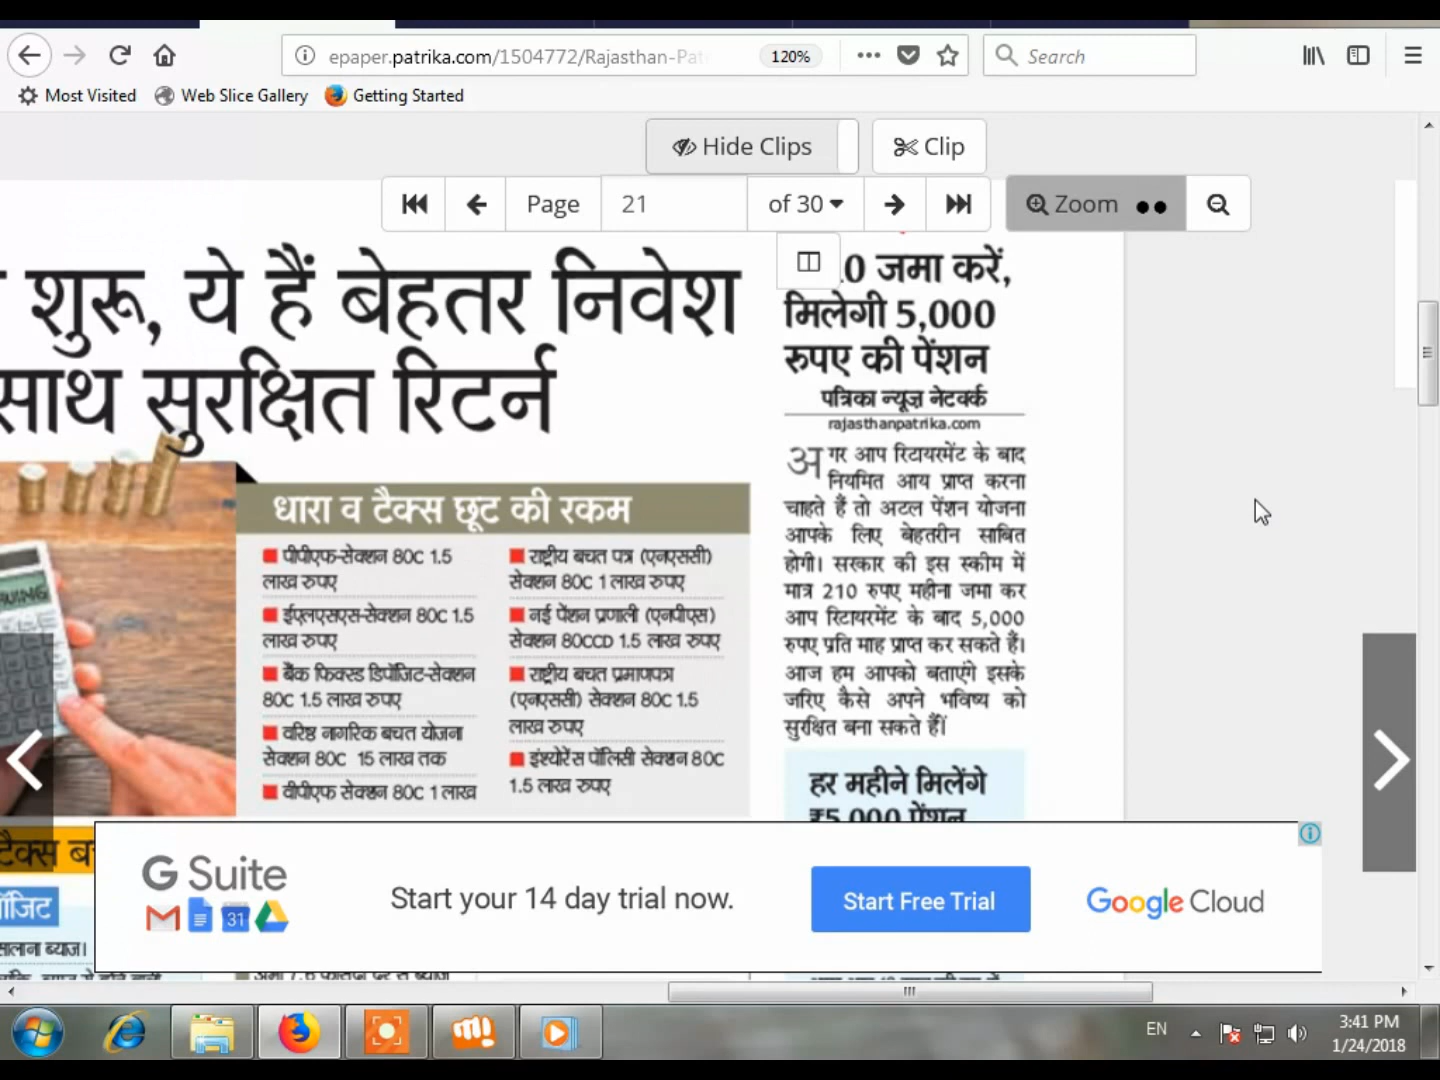 epaper.patrika.com/1504772/Rajasthan-Pat
120%
Search
Most Visited
Web Slice Gallery
Getting Started
Hide Clips
Clip
Page
21
of 30
Zoom
शुरू, ये हैं बेहतर निवेश
साथ सुरक्षित रिटर्न
धारा व टैक्स छूट की रकम
पीपीएफ-सेक्शन 80C 1.5
लाख रुपए
ईएलएसएस-सेक्शन 80C 1.5
लाख रुपए
बैंक फिक्स्ड डिपॉजिट-सेक्शन
80C 1.5 लाख रुपए
वरिष्ठ नागरिक बचत योजना
सेक्शन 80C 15 लाख तक
वीपीएफ सेक्शन 80C 1 लाख
राष्ट्रीय बचत पत्र (एनएससी)
सेक्शन 80C 1 लाख रुपए
नई पेंशन प्रणाली (एनपीएस)
सेक्शन 80CCD 1.5 लाख रुपए
राष्ट्रीय बचत प्रमाणपत्र
(एनएससी) सेक्शन 80C 1.5
लाख रुपए
इंश्योरेंस पॉलिसी सेक्शन 80C
1.5 लाख रुपए
0 जमा करें,
मिलेगी 5,000
रुपए की पेंशन
पत्रिका न्यूज़ नेटवर्क
rajasthanpatrika.com
अगर आप रिटायरमेंट के बाद
नियमित आय प्राप्त करना
चाहते हैं तो अटल पेंशन योजना
आपके लिए बेहतरीन साबित
होगी। सरकार की इस स्कीम में
मात्र 210 रुपए महीना जमा कर
आप रिटायरमेंट के बाद 5,000
रुपए प्रति माह प्राप्त कर सकते हैं।
आज हम आपको बताएंगे इसके
जरिए कैसे अपने भविष्य को
सुरक्षित बना सकते हैं।
हर महीने मिलेंगे
₹5,000 पेंशन
टैक्स ब
ॉजिट
सालाना ब्याज।
G Suite
31
Start your 14 day trial now.
Start Free Trial
Google Cloud
EN
3:41 PM
1/24/2018